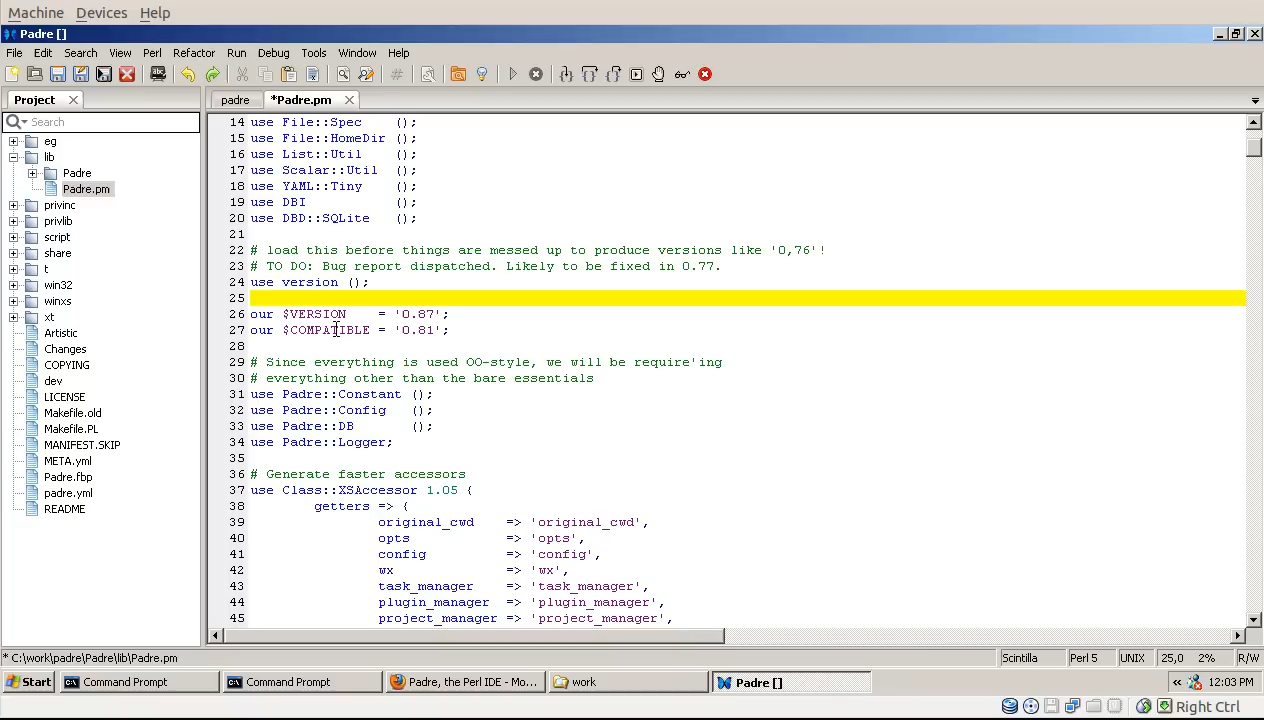 Machine Devices Help
Padre []
File Edit Search View Perl Refactor Run Debug Tools Window Help
Project padre *Padre.pm
Search
eg
lib
Padre
Padre.pm
privinc
privlib
script
share
t
win32
winxs
xt
Artistic
Changes
COPYING
dev
LICENSE
Makefile.old
Makefile.PL
MANIFEST.SKIP
META.yml
Padre.fbp
padre.yml
README
14 use File::Spec ();
15 use File::HomeDir ();
16 use List::Util ();
17 use Scalar::Util ();
18 use YAML::Tiny ();
19 use DBI ();
20 use DBD::SQLite ();
21
22 # load this before things are messed up to produce versions like '0,76'!
23 # TO DO: Bug report dispatched. Likely to be fixed in 0.77.
24 use version ();
25
26 our $VERSION = '0.87';
27 our $COMPATIBLE = '0.81';
28
29 # Since everything is used OO-style, we will be require'ing
30 # everything other than the bare essentials
31 use Padre::Constant ();
32 use Padre::Config ();
33 use Padre::DB ();
34 use Padre::Logger;
35
36 # Generate faster accessors
37 use Class::XSAccessor 1.05 {
38 getters => {
39 original_cwd => 'original_cwd',
40 opts => 'opts',
41 config => 'config',
42 wx => 'wx',
43 task_manager => 'task_manager',
44 plugin_manager => 'plugin_manager',
45 project_manager => 'project_manager',
* C:\work\padre\Padre\lib\Padre.pm Scintilla Perl 5 UNIX 25,0 2% R/W
Start Command Prompt Command Prompt Padre, the Perl IDE - Mo... work Padre [] « 12:03 PM
Right Ctrl